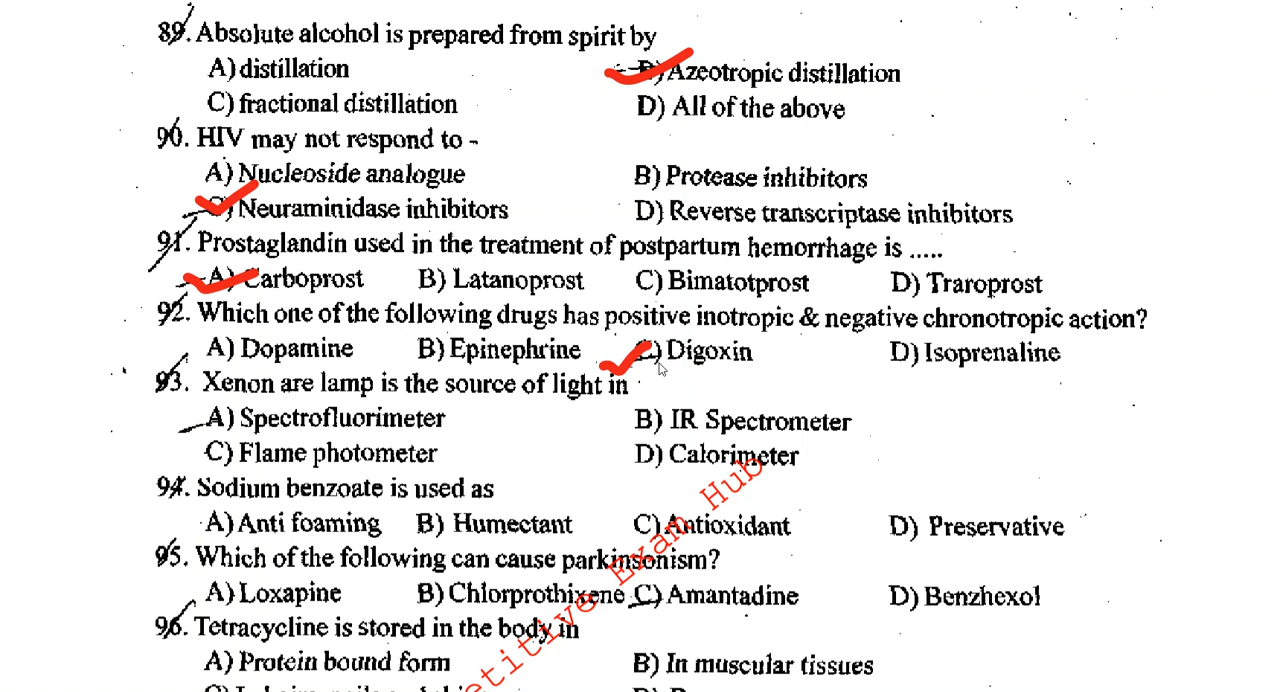 89. Absolute alcohol is prepared from spirit by
A) distillation B) Azeotropic distillation
C) fractional distillation D) All of the above
90. HIV may not respond to -
A) Nucleoside analogue B) Protease inhibitors
C) Neuraminidase inhibitors D) Reverse transcriptase inhibitors
91. Prostaglandin used in the treatment of postpartum hemorrhage is .....
A) Carboprost B) Latanoprost C) Bimatotprost D) Traroprost
92. Which one of the following drugs has positive inotropic & negative chronotropic action?
A) Dopamine B) Epinephrine C) Digoxin D) Isoprenaline
93. Xenon are lamp is the source of light in
A) Spectrofluorimeter B) IR Spectrometer
C) Flame photometer D) Calorimeter
94. Sodium benzoate is used as
A) Anti foaming B) Humectant C) Antioxidant D) Preservative
95. Which of the following can cause parkinsonism?
A) Loxapine B) Chlorprothixene C) Amantadine D) Benzhexol
96. Tetracycline is stored in the body in
A) Protein bound form B) In muscular tissues
etitive Exam Hub